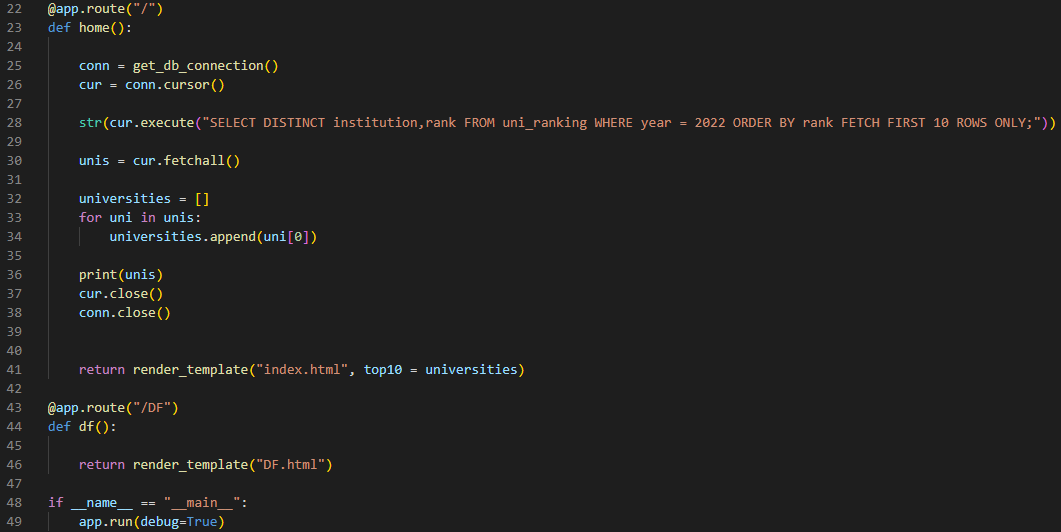 22 @app.route("/")
23 def home():
24
25     conn = get_db_connection()
26     cur = conn.cursor()
27
28     str(cur.execute("SELECT DISTINCT institution,rank FROM uni_ranking WHERE year = 2022 ORDER BY rank FETCH FIRST 10 ROWS ONLY;"))
29
30     unis = cur.fetchall()
31
32     universities = []
33     for uni in unis:
34         universities.append(uni[0])
35
36     print(unis)
37     cur.close()
38     conn.close()
39
40
41     return render_template("index.html", top10 = universities)
42
43 @app.route("/DF")
44 def df():
45
46     return render_template("DF.html")
47
48 if __name__ == "__main__":
49     app.run(debug=True)